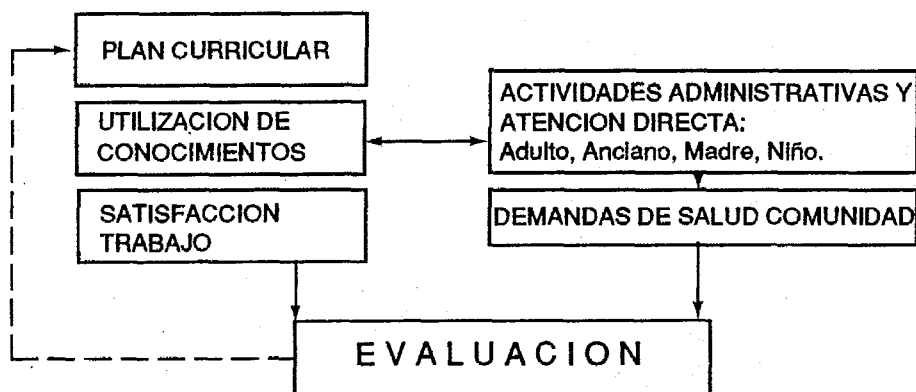 PLAN CURRICULAR
UTILIZACION DE
CONOCIMIENTOS
SATISFACCION
TRABAJO
ACTIVIDADES ADMINISTRATIVAS Y
ATENCION DIRECTA:
Adulto, Anciano, Madre, Niño.
DEMANDAS DE SALUD COMUNIDAD
EVALUACION